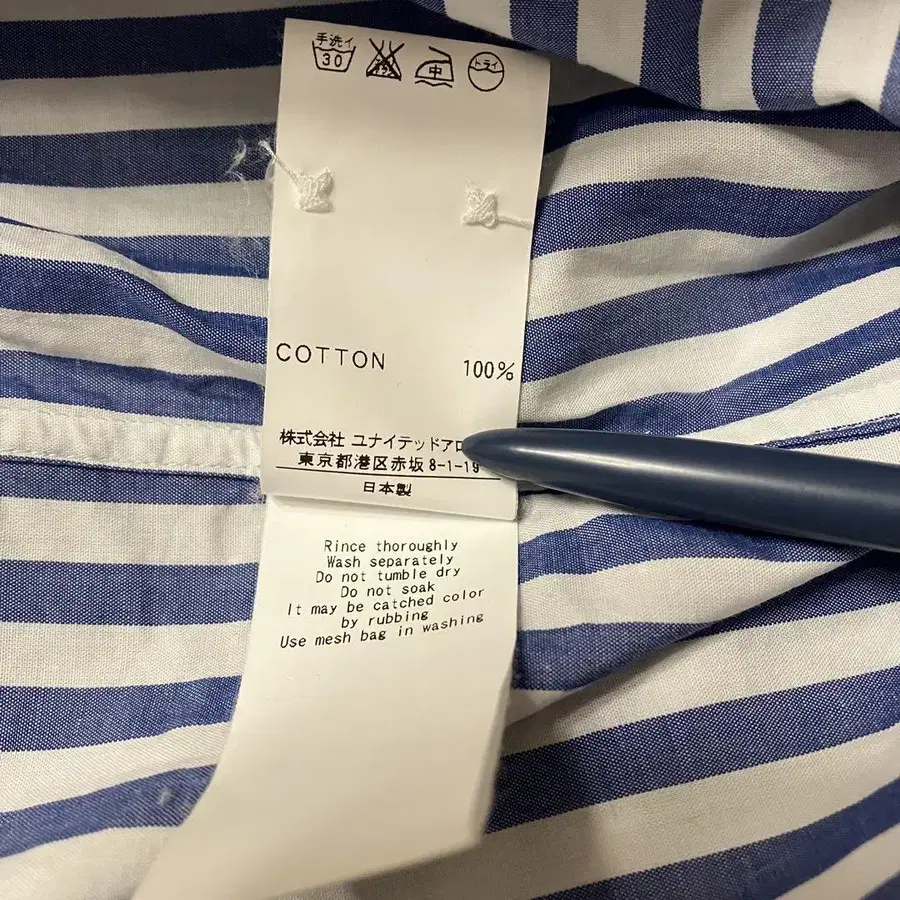 手洗イ
30
中
ドライ
COTTON 100%
株式会社 ユナイテッドアロ
東京都港区赤坂8-1-19
日本製
Rince thoroughly
Wash separately
Do not tumble dry
Do not soak
It may be catched color
by rubbing
Use mesh bag in washing